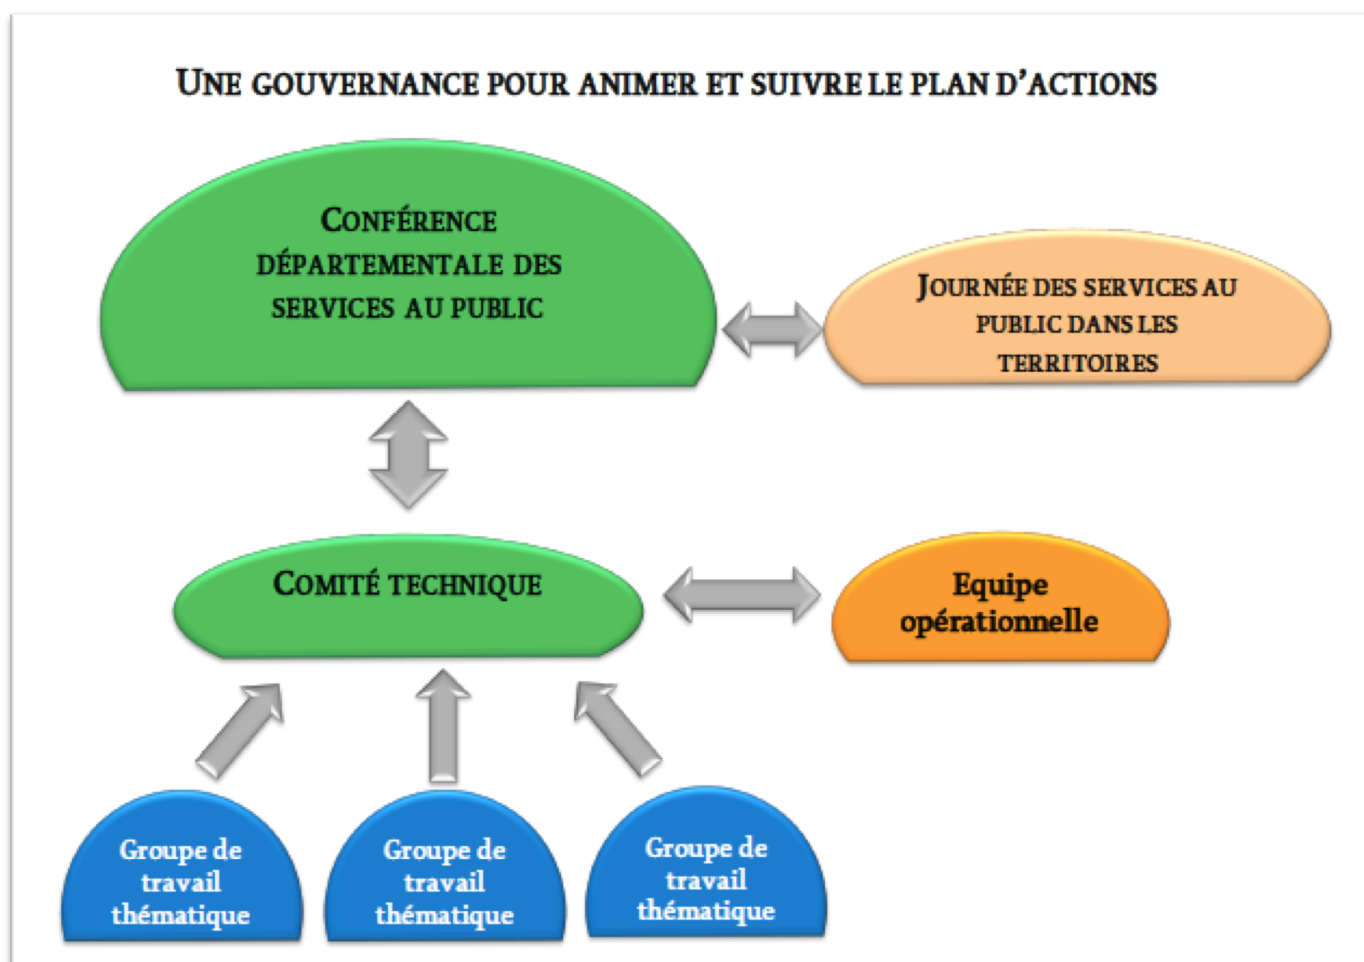 UNE GOUVERNANCE POUR ANIMER ET SUIVRE LE PLAN D'ACTIONS
CONFÉRENCE
DÉPARTEMENTALE DES
SERVICES AU PUBLIC
JOURNÉE DES SERVICES AU
PUBLIC DANS LES
TERRITOIRES
COMITÉ TECHNIQUE
Equipe
opérationnelle
Groupe de
travail
thématique
Groupe de
travail
thématique
Groupe de
travail
thématique